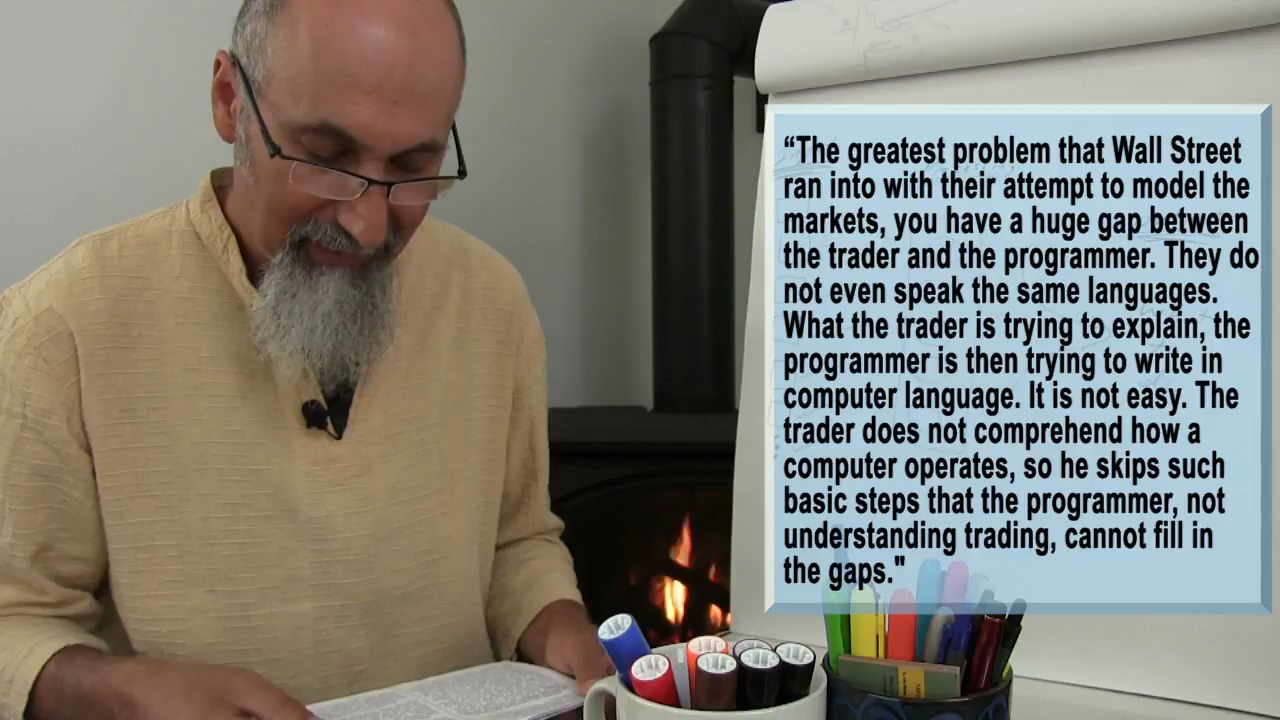 “The greatest problem that Wall Street
ran into with their attempt to model the
markets, you have a huge gap between
the trader and the programmer. They do
not even speak the same languages.
What the trader is trying to explain, the
programmer is then trying to write in
computer language. It is not easy. The
trader does not comprehend how a
computer operates, so he skips such
basic steps that the programmer, not
understanding trading, cannot fill in
the gaps."